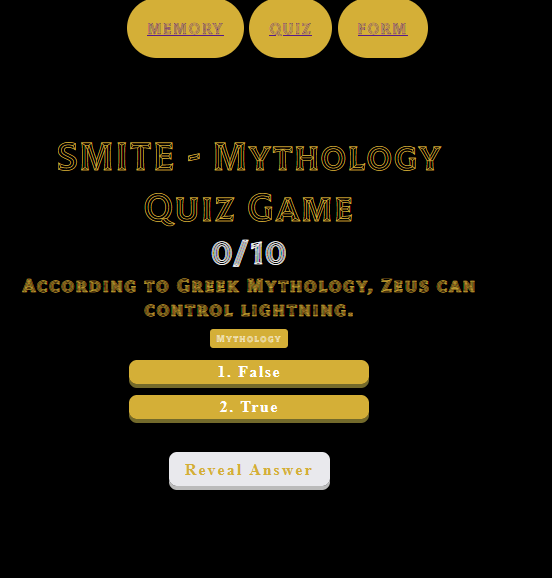 MEMORY QUIZ FORM
SMITE - Mythology
Quiz Game
0/10
According to Greek Mythology, Zeus can
control lightning.
Mythology
1. False
2. True
Reveal Answer